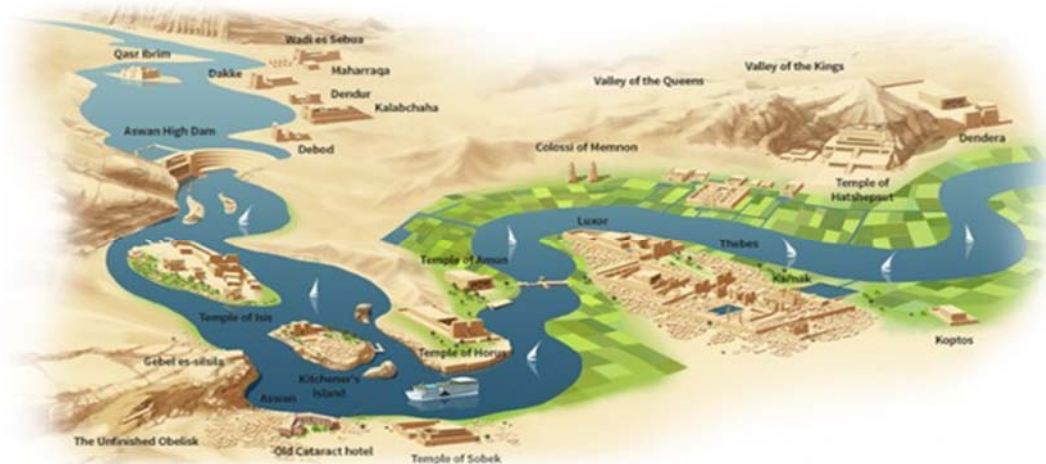 Wadi es Sebua
Qasr Ibrim
Maharraqa
Dakke
Dendur
Kalabchaha
Aswan High Dam
Debod
Valley of the Kings
Valley of the Queens
Dendera
Colossi of Memnon
Temple of
Hatshepsut
Luxor
Thebes
Temple of Amun
Karnak
Temple of Isis
Koptos
Temple of Horus
Gebel es-silsila
Kitchener's
Island
Aswan
The Unfinished Obelisk
Old Cataract hotel
Temple of Sobek